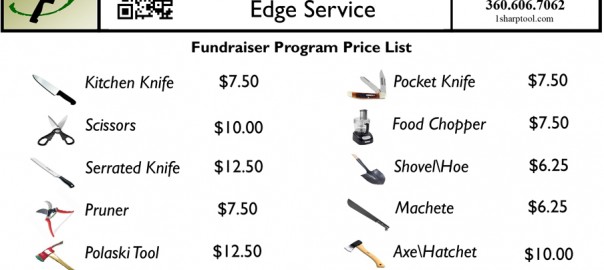 Edge Service
360.606.7062
1sharptool.com
Fundraiser Program Price List
Kitchen Knife $7.50
Scissors $10.00
Serrated Knife $12.50
Pruner $7.50
Polaski Tool $12.50
Pocket Knife $7.50
Food Chopper $7.50
Shovel\Hoe $6.25
Machete $6.25
Axe\Hatchet $10.00